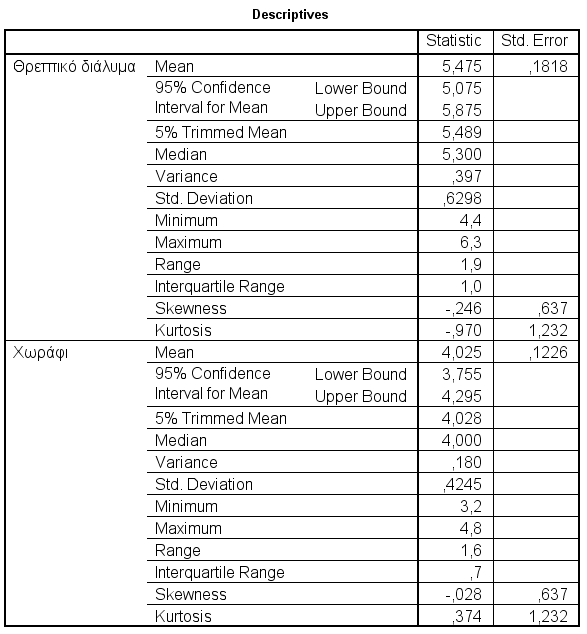 Descriptives
Statistic Std. Error
Θρεπτικό διάλυμα Mean 5,475 ,1818
95% Confidence Lower Bound 5,075
Interval for Mean Upper Bound 5,875
5% Trimmed Mean 5,489
Median 5,300
Variance ,397
Std. Deviation ,6298
Minimum 4,4
Maximum 6,3
Range 1,9
Interquartile Range 1,0
Skewness -,246 ,637
Kurtosis -,970 1,232
Χωράφι Mean 4,025 ,1226
95% Confidence Lower Bound 3,755
Interval for Mean Upper Bound 4,295
5% Trimmed Mean 4,028
Median 4,000
Variance ,180
Std. Deviation ,4245
Minimum 3,2
Maximum 4,8
Range 1,6
Interquartile Range ,7
Skewness -,028 ,637
Kurtosis ,374 1,232